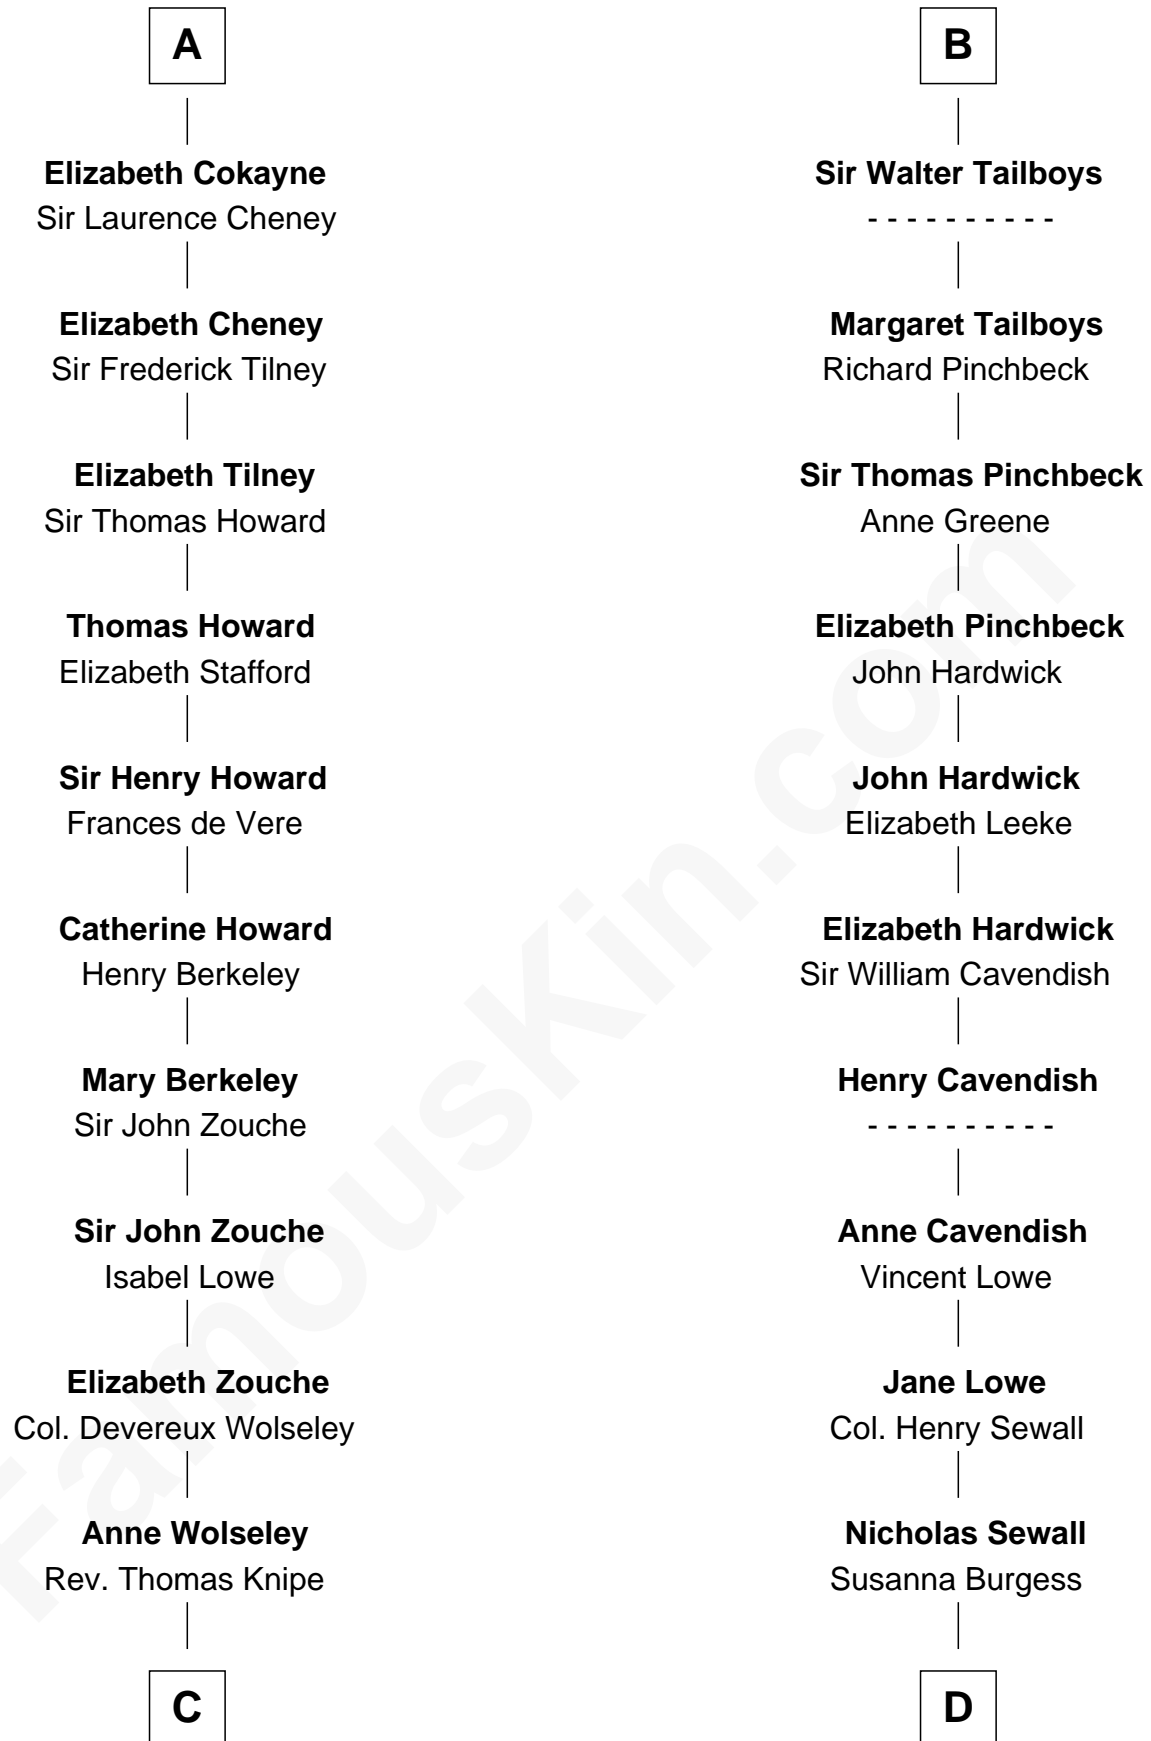 A
Elizabeth Cokayne
Sir Laurence Cheney
Elizabeth Cheney
Sir Frederick Tilney
Elizabeth Tilney
Sir Thomas Howard
Thomas Howard
Elizabeth Stafford
Sir Henry Howard
Frances de Vere
Catherine Howard
Henry Berkeley
Mary Berkeley
Sir John Zouche
Sir John Zouche
Isabel Lowe
Elizabeth Zouche
Col. Devereux Wolseley
Anne Wolseley
Rev. Thomas Knipe
C
B
Sir Walter Tailboys
- - - - - - - - - -
Margaret Tailboys
Richard Pinchbeck
Sir Thomas Pinchbeck
Anne Greene
Elizabeth Pinchbeck
John Hardwick
John Hardwick
Elizabeth Leeke
Elizabeth Hardwick
Sir William Cavendish
Henry Cavendish
- - - - - - - - - -
Anne Cavendish
Vincent Lowe
Jane Lowe
Col. Henry Sewall
Nicholas Sewall
Susanna Burgess
D
FamousKin.com